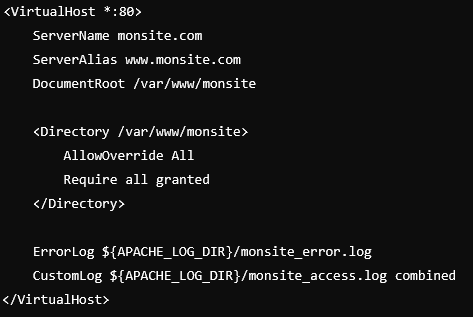 <VirtualHost *:80>
    ServerName monsite.com
    ServerAlias www.monsite.com
    DocumentRoot /var/www/monsite

    <Directory /var/www/monsite>
        AllowOverride All
        Require all granted
    </Directory>

    ErrorLog ${APACHE_LOG_DIR}/monsite_error.log
    CustomLog ${APACHE_LOG_DIR}/monsite_access.log combined
</VirtualHost>